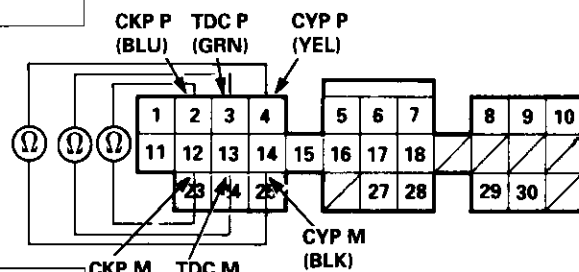 CKP P TDC P CYP P
(BLU) (GRN) (YEL)
1 2 3 4 5 6 7 8 9 10
Ω Ω Ω 11 12 13 14 15 16 17 18
23 25 27 28 29 30
CYP M
(BLK)
CKP M TDC M